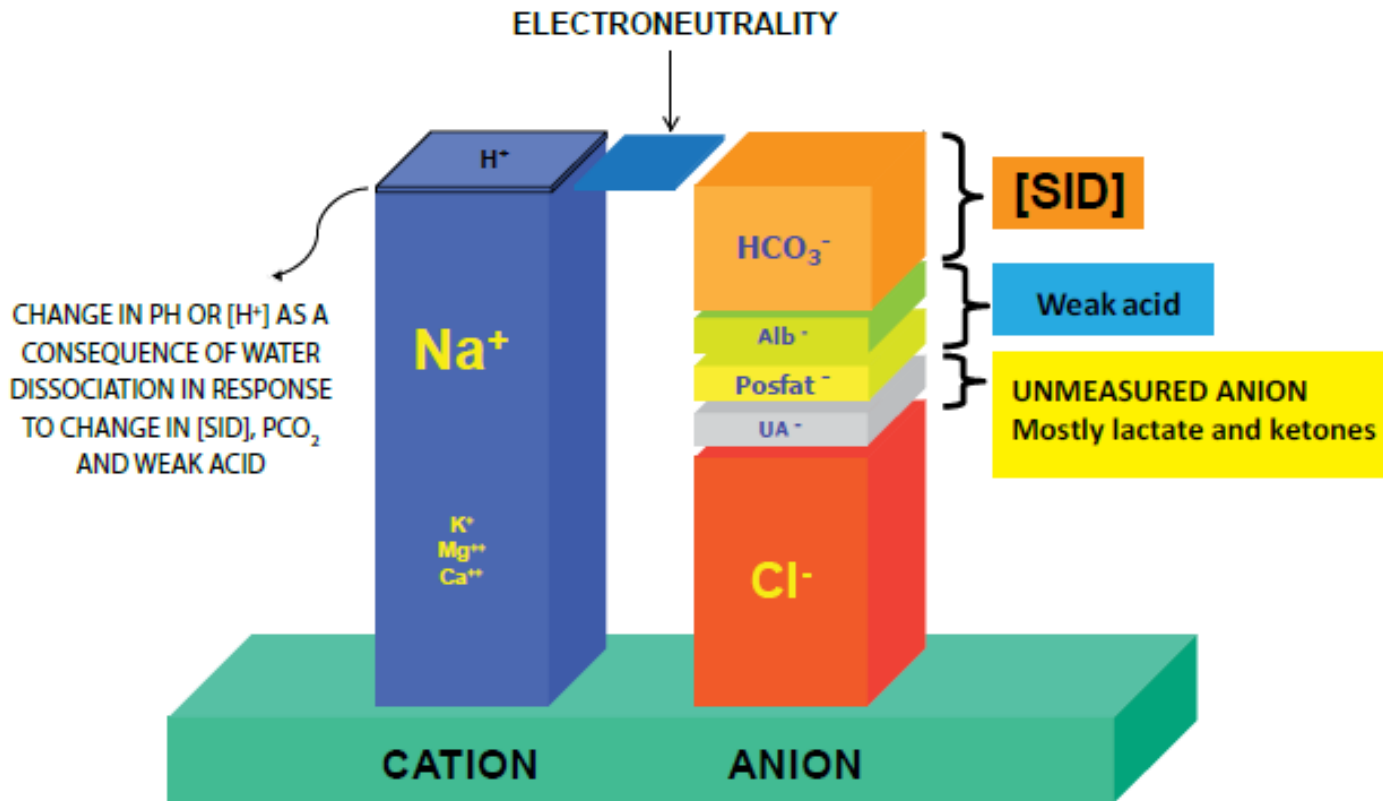 ELECTRONEUTRALITY
H⁺
Na⁺
K⁺
Mg⁺⁺
Ca⁺⁺
CHANGE IN PH OR [H⁺] AS A
CONSEQUENCE OF WATER
DISSOCIATION IN RESPONSE
TO CHANGE IN [SID], PCO₂
AND WEAK ACID
HCO₃⁻
Alb ⁻
Posfat ⁻
UA ⁻
Cl⁻
[SID]
Weak acid
UNMEASURED ANION
Mostly lactate and ketones
CATION
ANION